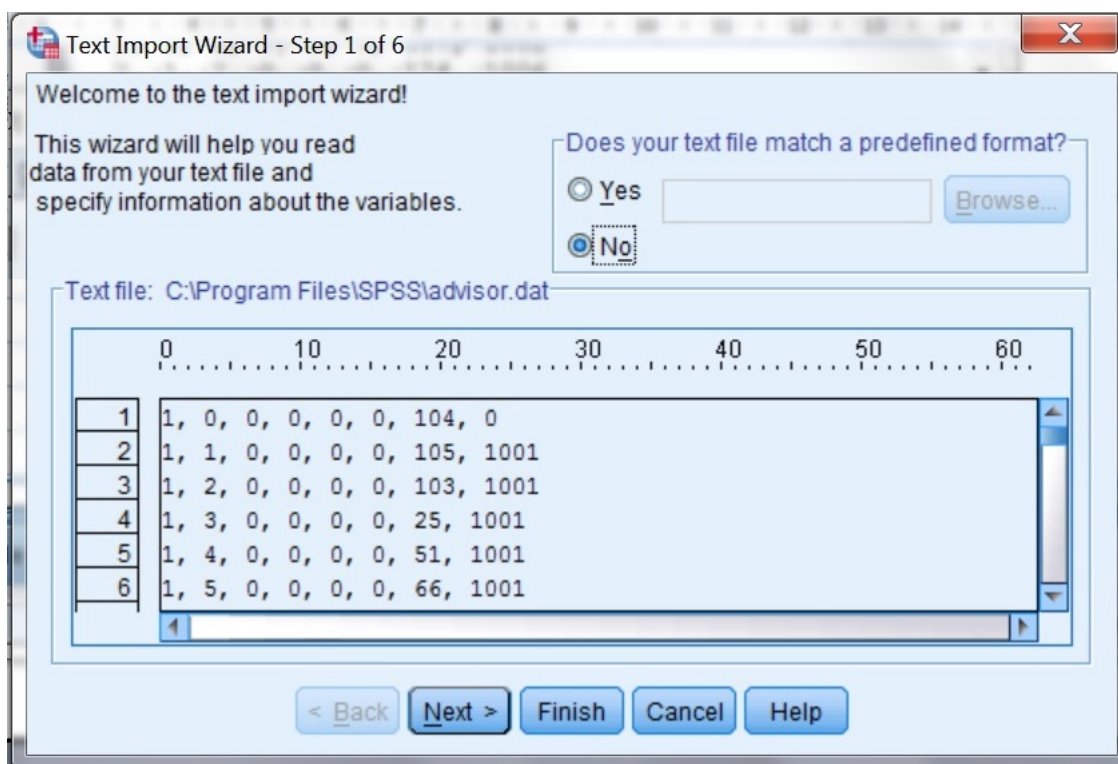 Text Import Wizard - Step 1 of 6
X
Welcome to the text import wizard!
This wizard will help you read
data from your text file and
specify information about the variables.
Does your text file match a predefined format?
Yes
Browse...
No
Text file: C:\Program Files\SPSS\advisor.dat
0 10 20 30 40 50 60
1 1, 0, 0, 0, 0, 0, 104, 0
2 1, 1, 0, 0, 0, 0, 105, 1001
3 1, 2, 0, 0, 0, 0, 103, 1001
4 1, 3, 0, 0, 0, 0, 25, 1001
5 1, 4, 0, 0, 0, 0, 51, 1001
6 1, 5, 0, 0, 0, 0, 66, 1001
< Back Next > Finish Cancel Help